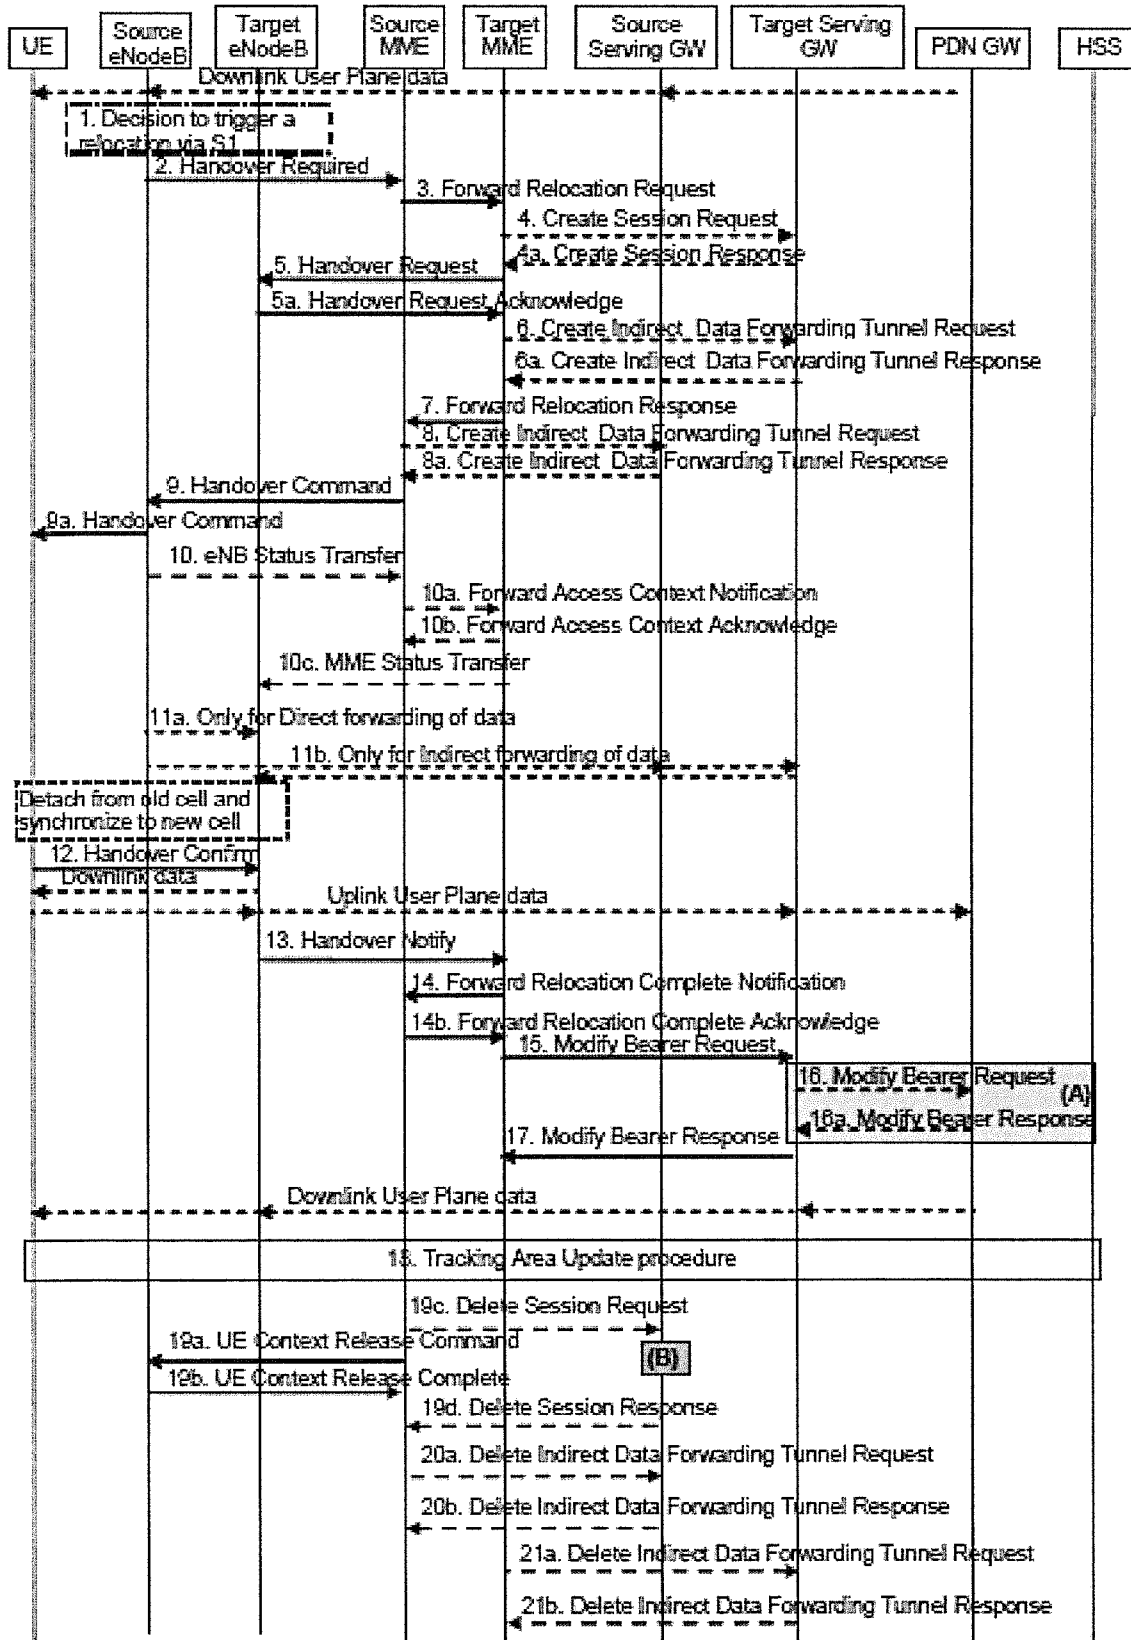 UE
Source
eNodeB
Target
eNodeB
Source
MME
Target
MME
Source
Serving GW
Target Serving
GW
PDN GW
HSS
Downlink User Plane data
1. Decision to trigger a
relocation via S1
2. Handover Required
3. Forward Relocation Request
4. Create Session Request
4a. Create Session Response
5. Handover Request
5a. Handover Request Acknowledge
6. Create Indirect Data Forwarding Tunnel Request
6a. Create Indirect Data Forwarding Tunnel Response
7. Forward Relocation Response
8. Create Indirect Data Forwarding Tunnel Request
8a. Create Indirect Data Forwarding Tunnel Response
9. Handover Command
9a. Handover Command
10. eNB Status Transfer
10a. Forward Access Context Notification
10b. Forward Access Context Acknowledge
10c. MME Status Transfer
11a. Only for Direct forwarding of data
11b. Only for Indirect forwarding of data
Detach from old cell and
synchronize to new cell
12. Handover Confirm
Downlink data
Uplink User Plane data
13. Handover Notify
14. Forward Relocation Complete Notification
14b. Forward Relocation Complete Acknowledge
15. Modify Bearer Request
16. Modify Bearer Request
(A)
16a. Modify Bearer Response
17. Modify Bearer Response
Downlink User Plane data
18. Tracking Area Update procedure
19c. Delete Session Request
19a. UE Context Release Command
(B)
19b. UE Context Release Complete
19d. Delete Session Response
20a. Delete Indirect Data Forwarding Tunnel Request
20b. Delete Indirect Data Forwarding Tunnel Response
21a. Delete Indirect Data Forwarding Tunnel Request
21b. Delete Indirect Data Forwarding Tunnel Response